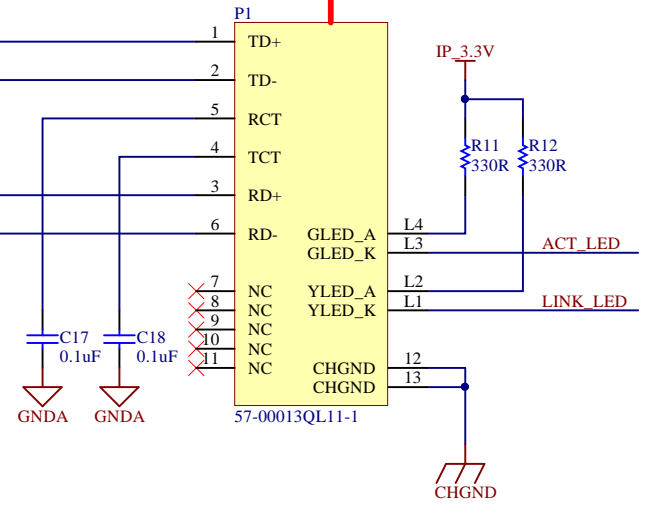 P1
1 TD+
2 TD-
5 RCT
4 TCT
3 RD+
6 RD-
7 NC
8 NC
9 NC
10 NC
11 NC
GLED_A L4
GLED_K L3
YLED_A L2
YLED_K L1
CHGND 12
CHGND 13
57-00013QL11-1
IP_3.3V
R11
330R
R12
330R
ACT_LED
LINK_LED
C17
0.1uF
C18
0.1uF
GNDA
GNDA
CHGND